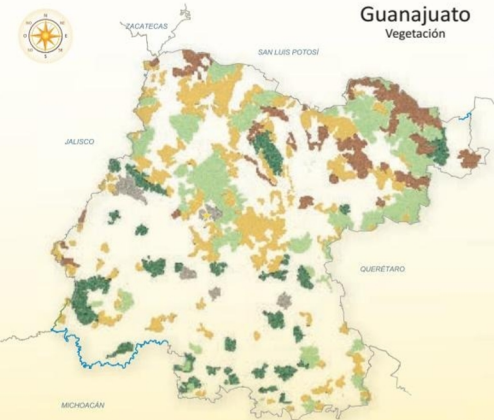 Guanajuato
Vegetación
ZACATECAS
SAN LUIS POTOSÍ
JALISCO
QUERÉTARO
MICHOACÁN